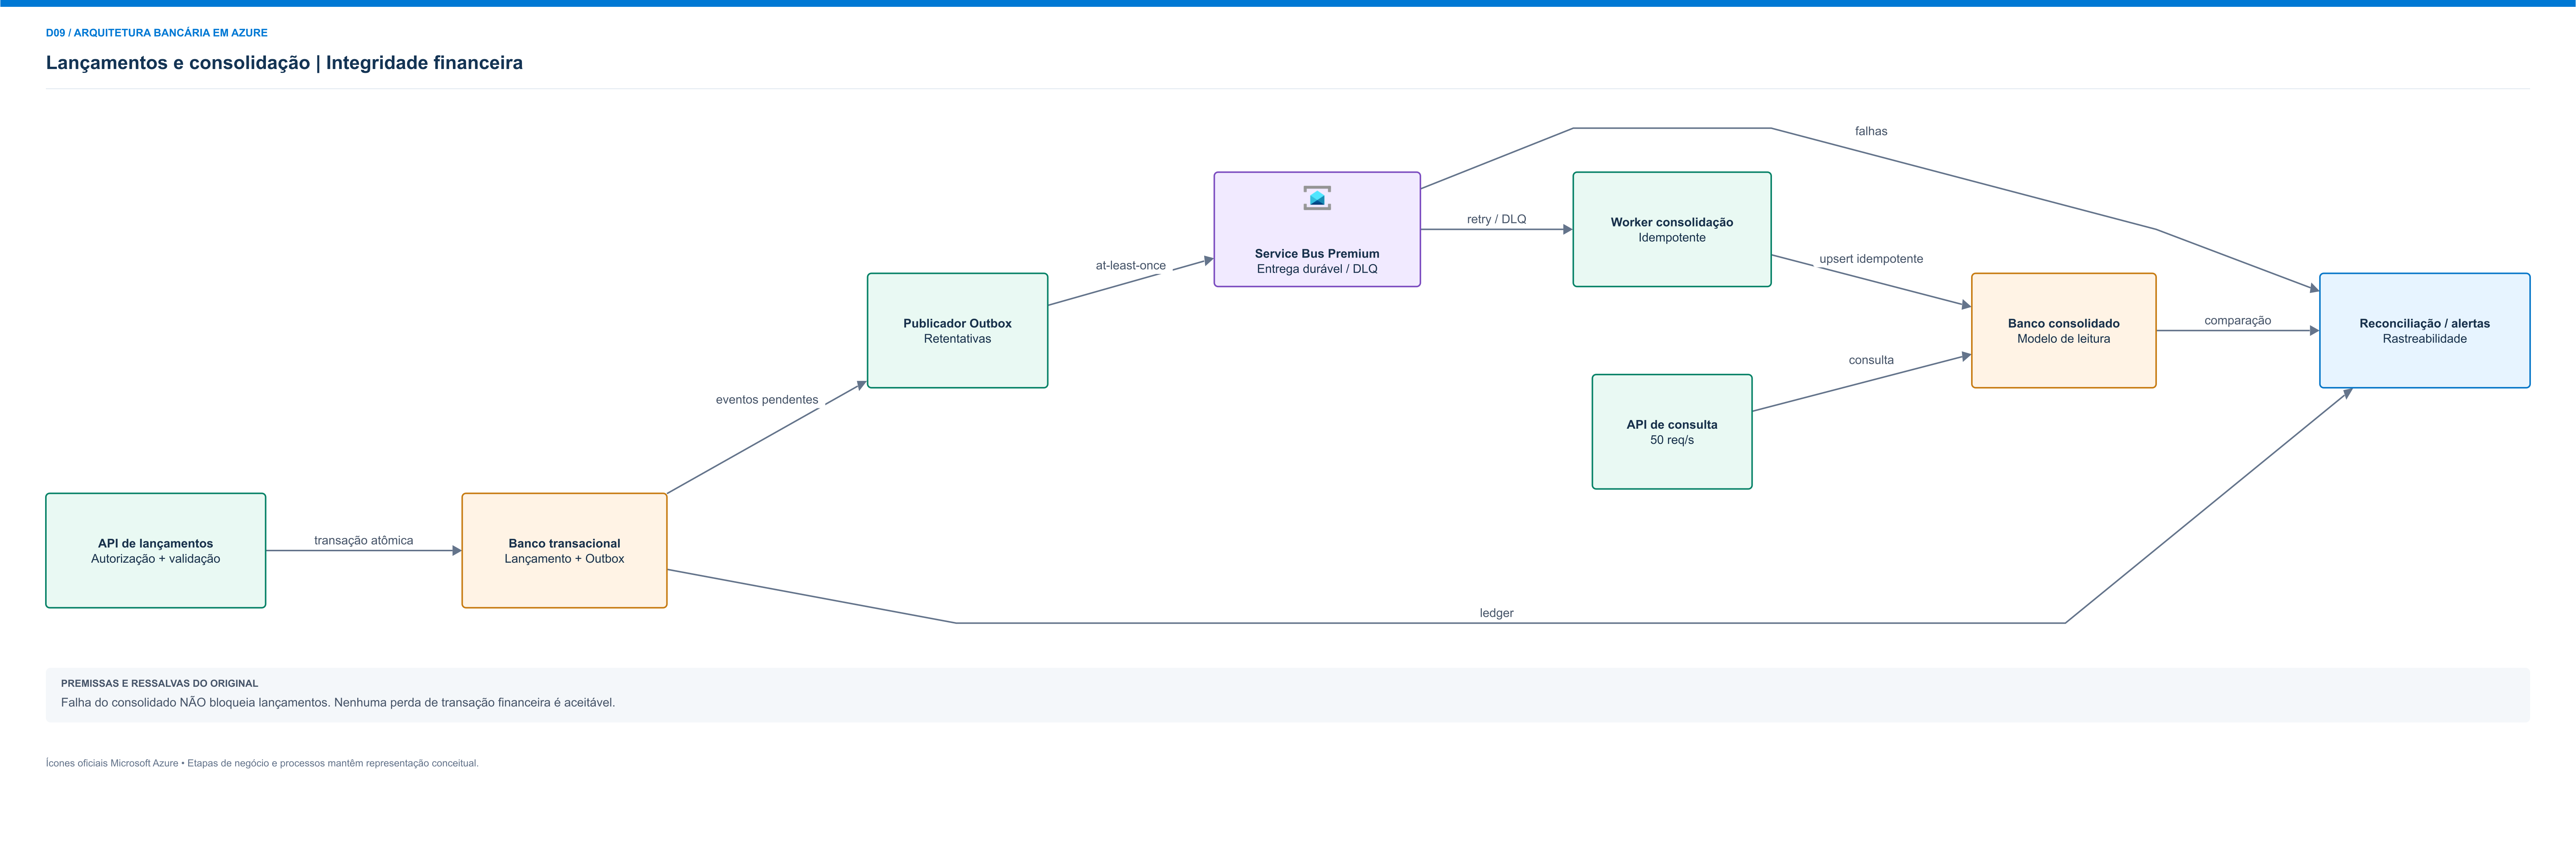 D09 / ARQUITETURA BANCÁRIA EM AZURE
Lançamentos e consolidação | Integridade financeira
falhas
retry / DLQ
Worker consolidação
Idempotente
Service Bus Premium
Entrega durável / DLQ
at-least-once
upsert idempotente
Publicador Outbox
Retentativas
Banco consolidado
Modelo de leitura
comparação
Reconciliação / alertas
Rastreabilidade
consulta
eventos pendentes
API de consulta
50 req/s
API de lançamentos
Autorização + validação
transação atômica
Banco transacional
Lançamento + Outbox
ledger
PREMISSAS E RESSALVAS DO ORIGINAL
Falha do consolidado NÃO bloqueia lançamentos. Nenhuma perda de transação financeira é aceitável.
Ícones oficiais Microsoft Azure • Etapas de negócio e processos mantêm representação conceitual.